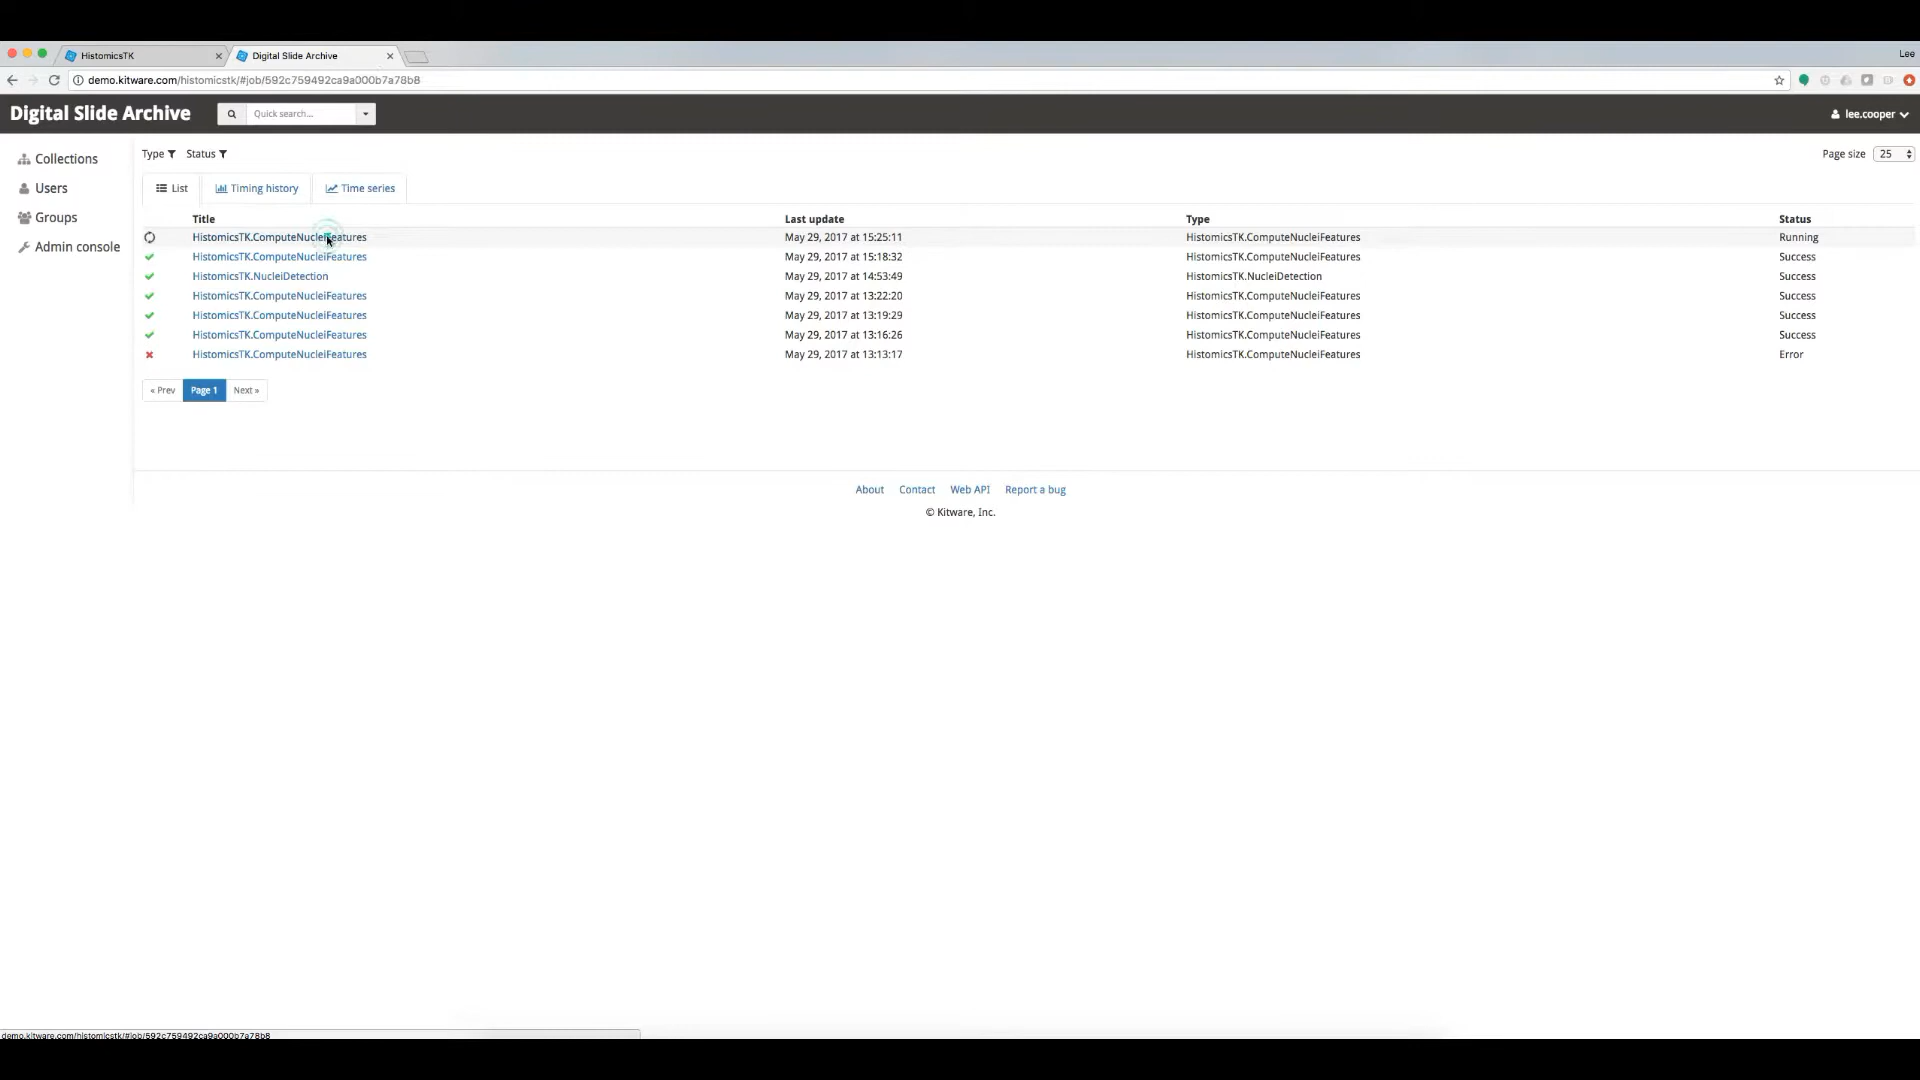 HistomicsTK
Digital Slide Archive
Lee
demo.kitware.com/histomicstk/#job/592c759492ca9a000b7a78b8
Digital Slide Archive
Quick search...
lee.cooper
Collections
Users
Groups
Admin console
Type
Status
Page size 25
List
Timing history
Time series
Title Last update Type Status
HistomicsTK.ComputeNucleiFeatures May 29, 2017 at 15:25:11 HistomicsTK.ComputeNucleiFeatures Running
HistomicsTK.ComputeNucleiFeatures May 29, 2017 at 15:18:32 HistomicsTK.ComputeNucleiFeatures Success
HistomicsTK.NucleiDetection May 29, 2017 at 14:53:49 HistomicsTK.NucleiDetection Success
HistomicsTK.ComputeNucleiFeatures May 29, 2017 at 13:22:20 HistomicsTK.ComputeNucleiFeatures Success
HistomicsTK.ComputeNucleiFeatures May 29, 2017 at 13:19:29 HistomicsTK.ComputeNucleiFeatures Success
HistomicsTK.ComputeNucleiFeatures May 29, 2017 at 13:16:26 HistomicsTK.ComputeNucleiFeatures Success
HistomicsTK.ComputeNucleiFeatures May 29, 2017 at 13:13:17 HistomicsTK.ComputeNucleiFeatures Error
« Prev Page 1 Next »
About Contact Web API Report a bug
© Kitware, Inc.
demo.kitware.com/histomicstk/#job/592c759492ca9a000b7a78b8